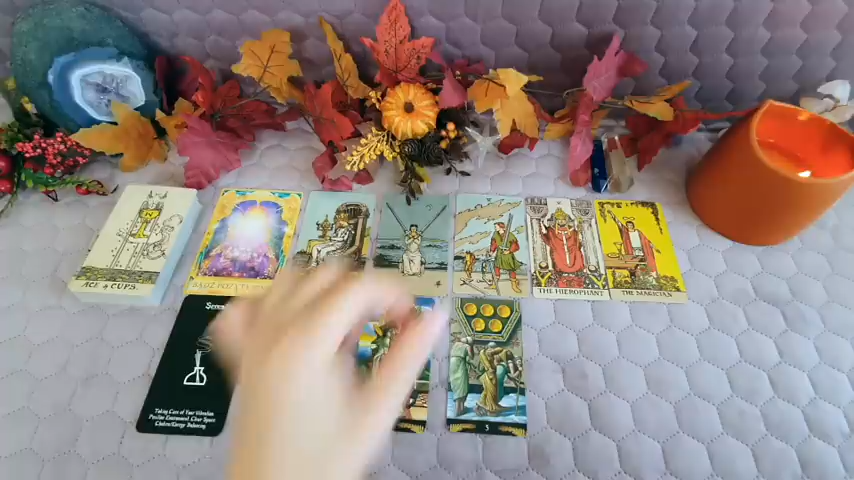 ACE of CUPS.
THE HIEROPHANT
THE MAGICIAN
Taking Care of Your Vibration
Positive Environment Clear Space
Chakra/Energy Balancing
5